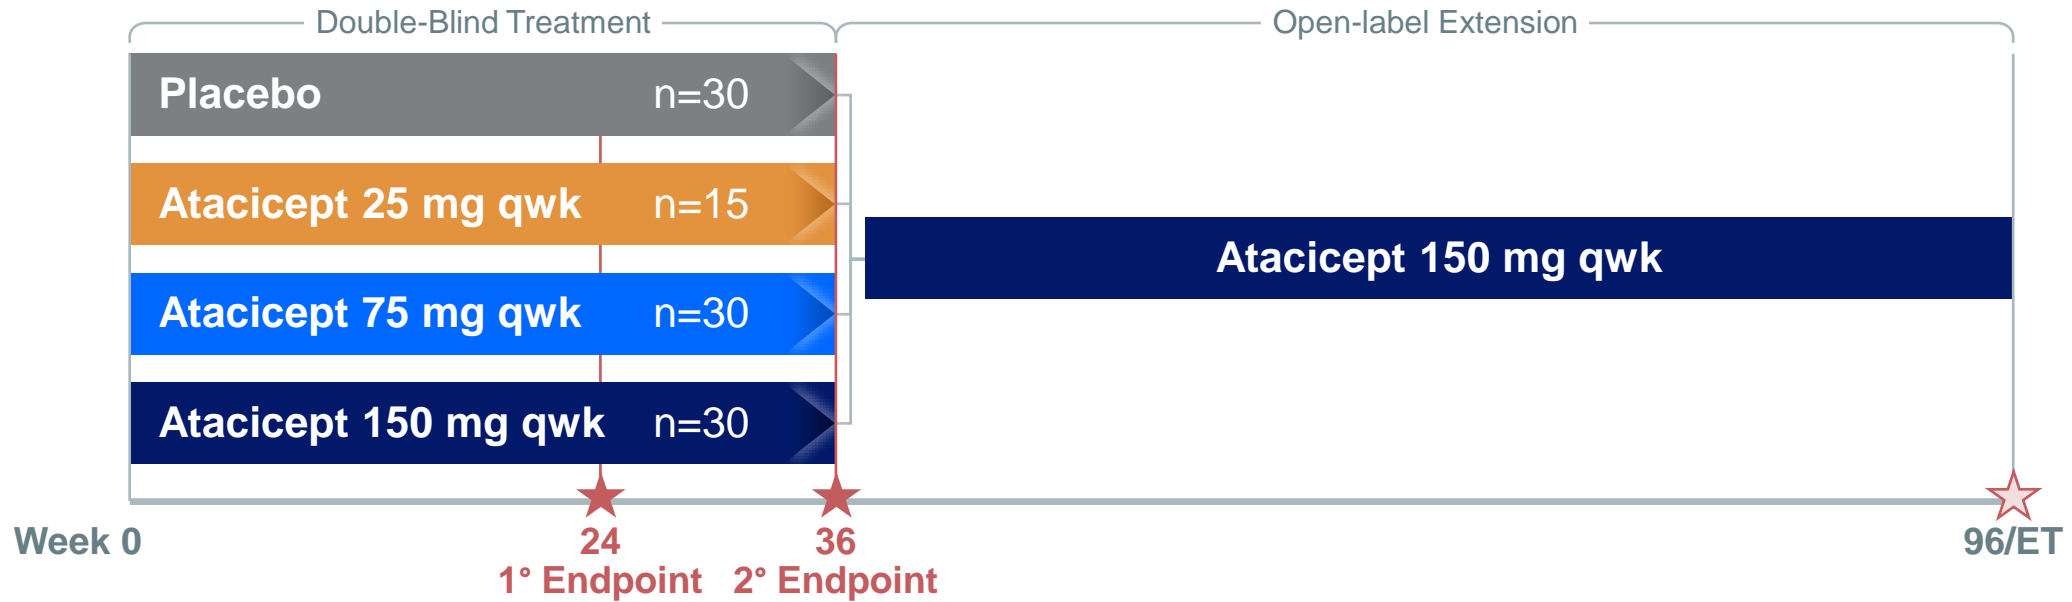 Double-Blind Treatment
Open-label Extension
Placebo n=30
Atacicept 25 mg qwk n=15
Atacicept 75 mg qwk n=30
Atacicept 150 mg qwk n=30
Atacicept 150 mg qwk
Week 0
24
1° Endpoint
36
2° Endpoint
96/ET